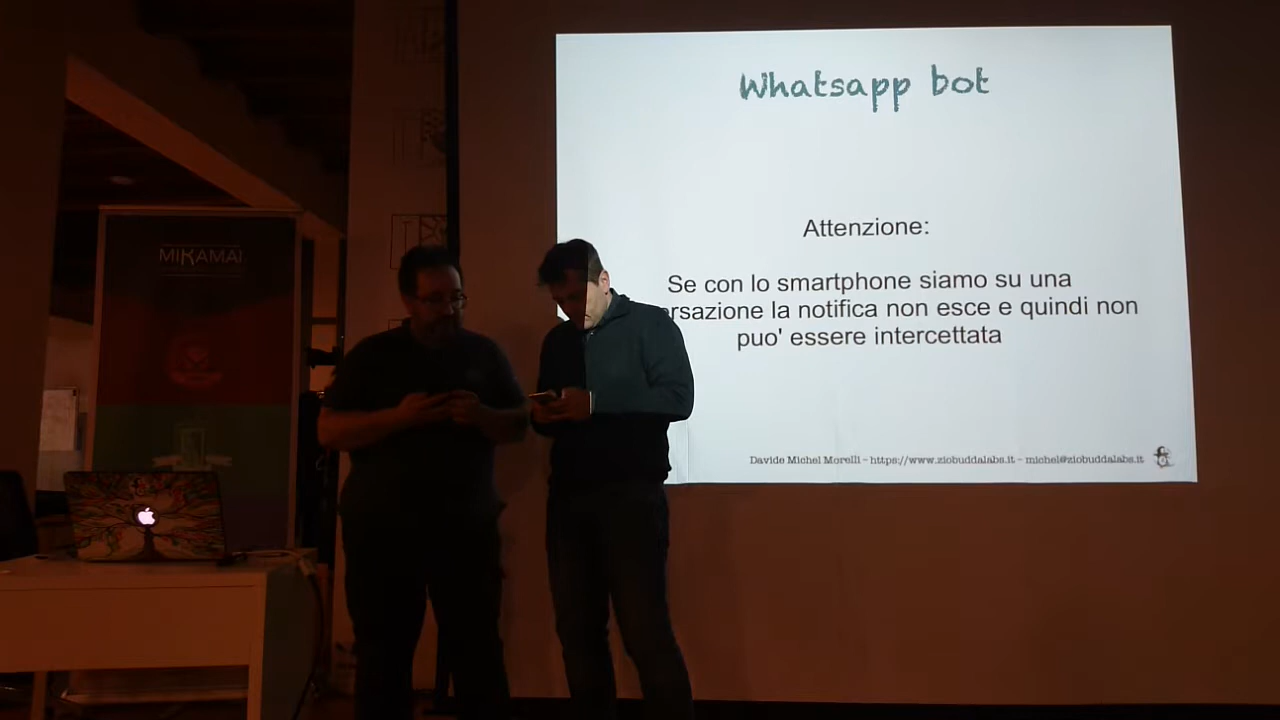 Whatsapp bot
Attenzione:
Se con lo smartphone siamo su una
rsazione la notifica non esce e quindi non
puo' essere intercettata
Davide Michel Morelli - https://www.ziobuddalabs.it - michel@ziobuddalabs.it
MIKAMAI